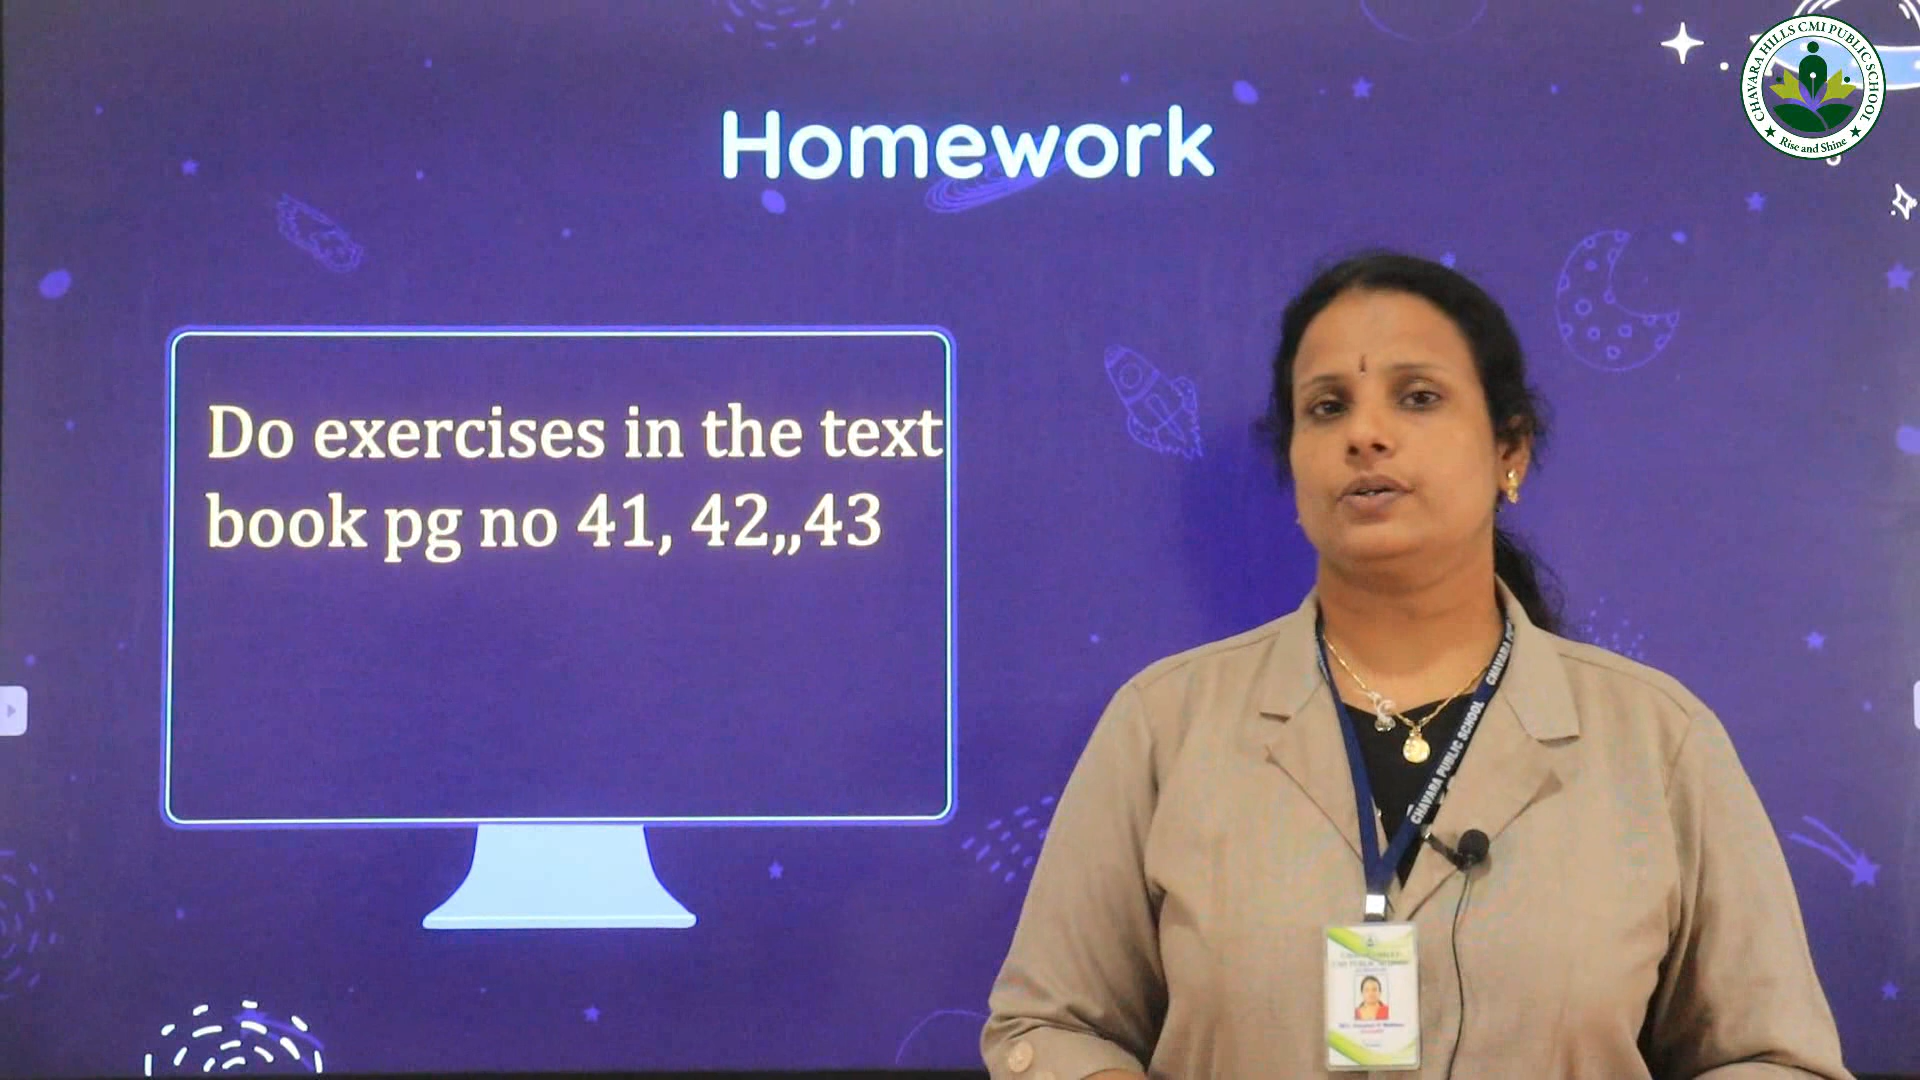 CHAVARA HILLS CMI PUBLIC SCHOOL
Rise and Shine
Homework
Do exercises in the text
book pg no 41, 42,,43
CHAVARA PUBLIC SCHOOL
CHAVARA